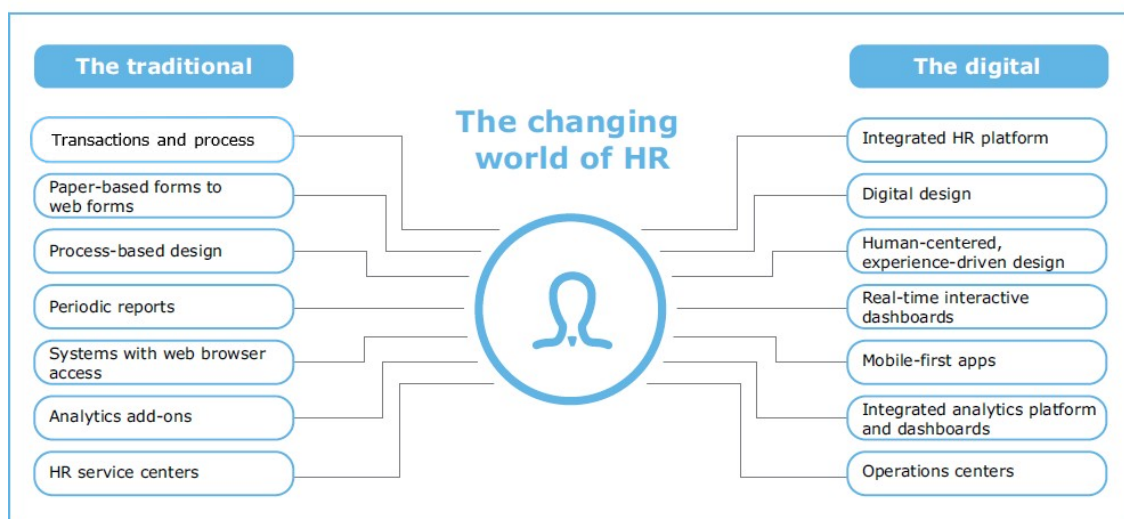 The traditional
The digital
The changing
world of HR
Transactions and process
Paper-based forms to
web forms
Process-based design
Periodic reports
Systems with web browser
access
Analytics add-ons
HR service centers
Integrated HR platform
Digital design
Human-centered,
experience-driven design
Real-time interactive
dashboards
Mobile-first apps
Integrated analytics platform
and dashboards
Operations centers